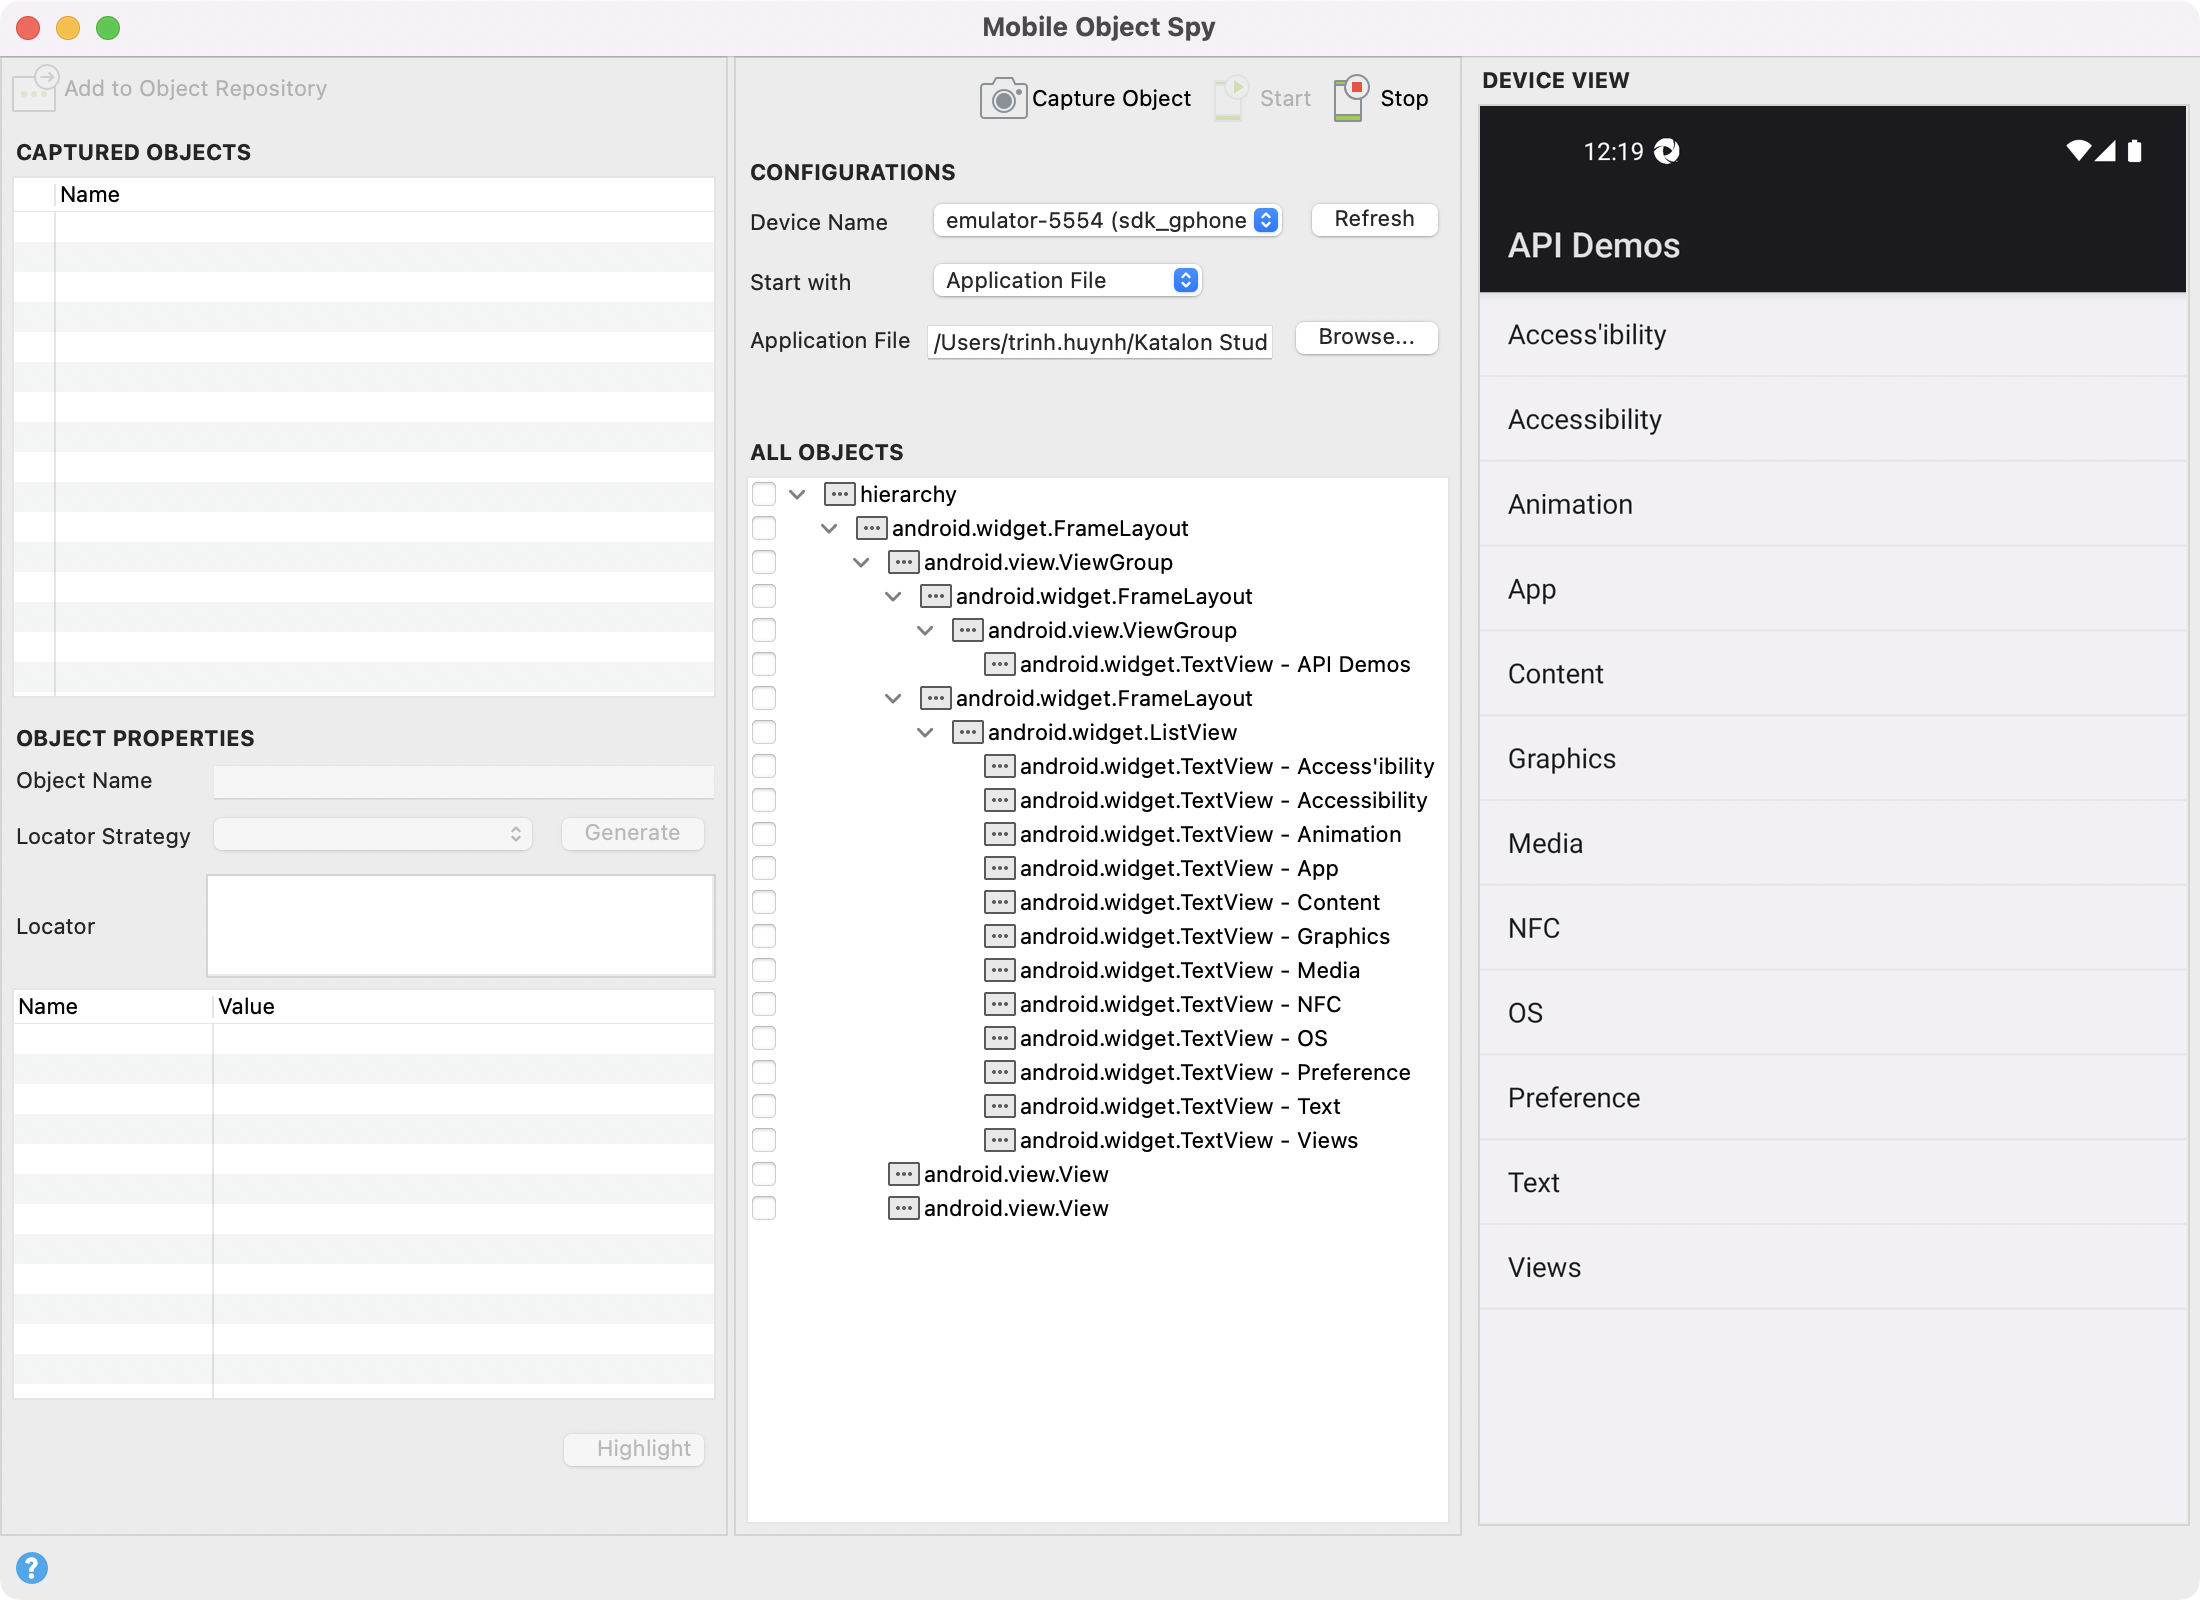 Mobile Object Spy
Add to Object Repository
CAPTURED OBJECTS
Name
OBJECT PROPERTIES
Object Name
Locator Strategy
Generate
Locator
Name Value
Highlight
?
Capture Object Start Stop
CONFIGURATIONS
Device Name emulator-5554 (sdk_gphone Refresh
Start with Application File
Application File /Users/trinh.huynh/Katalon Stud Browse...
ALL OBJECTS
hierarchy
android.widget.FrameLayout
android.view.ViewGroup
android.widget.FrameLayout
android.view.ViewGroup
android.widget.TextView - API Demos
android.widget.FrameLayout
android.widget.ListView
android.widget.TextView - Access'ibility
android.widget.TextView - Accessibility
android.widget.TextView - Animation
android.widget.TextView - App
android.widget.TextView - Content
android.widget.TextView - Graphics
android.widget.TextView - Media
android.widget.TextView - NFC
android.widget.TextView - OS
android.widget.TextView - Preference
android.widget.TextView - Text
android.widget.TextView - Views
android.view.View
android.view.View
DEVICE VIEW
12:19
API Demos
Access'ibility
Accessibility
Animation
App
Content
Graphics
Media
NFC
OS
Preference
Text
Views